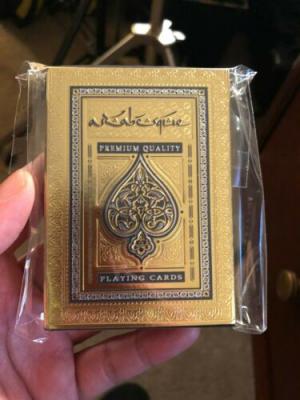 arabesque
PREMIUM QUALITY
PLAYING CARDS